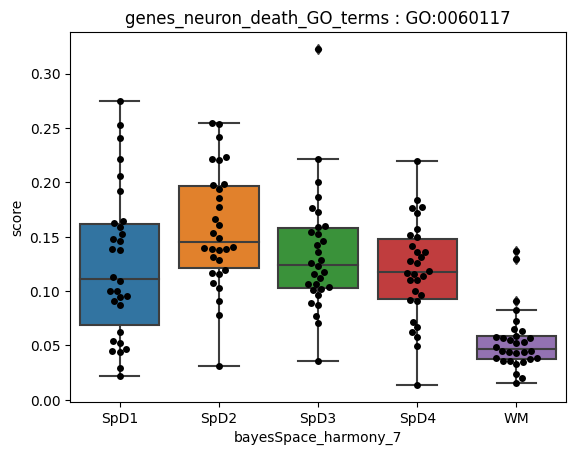 genes_neuron_death_GO_terms : GO:0060117
score
0.30
0.25
0.20
0.15
0.10
0.05
0.00
SpD1 SpD2 SpD3 SpD4 WM
bayesSpace_harmony_7